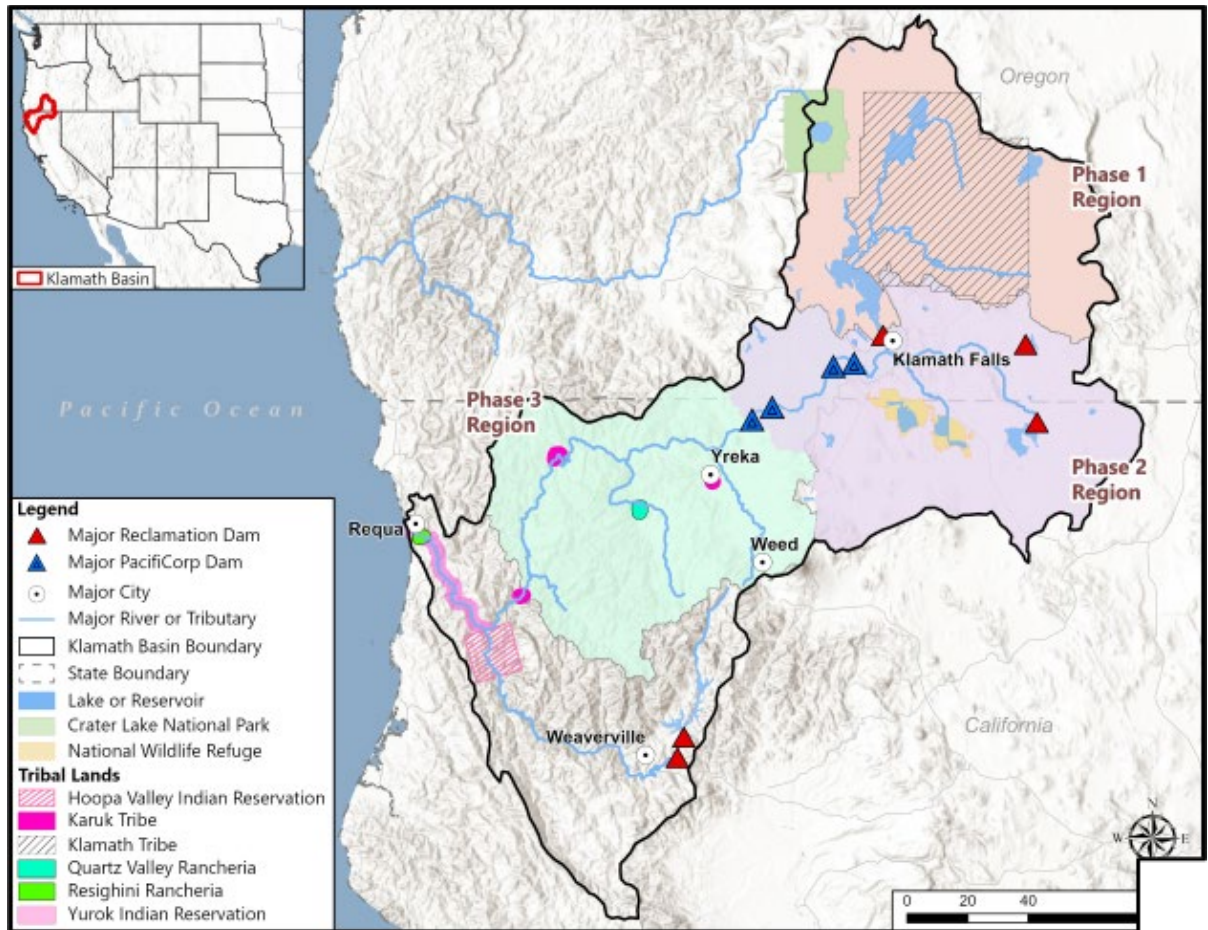 Klamath Basin
Oregon
Phase 1
Region
Klamath Falls
Pacific Ocean
Phase 3
Region
Yreka
Phase 2
Region
Requa
Weed
Weaverville
California
Legend
Major Reclamation Dam
Major PacifiCorp Dam
Major City
Major River or Tributary
Klamath Basin Boundary
State Boundary
Lake or Reservoir
Crater Lake National Park
National Wildlife Refuge
Tribal Lands
Hoopa Valley Indian Reservation
Karuk Tribe
Klamath Tribe
Quartz Valley Rancheria
Resighini Rancheria
Yurok Indian Reservation
N
W E
S
0 20 40